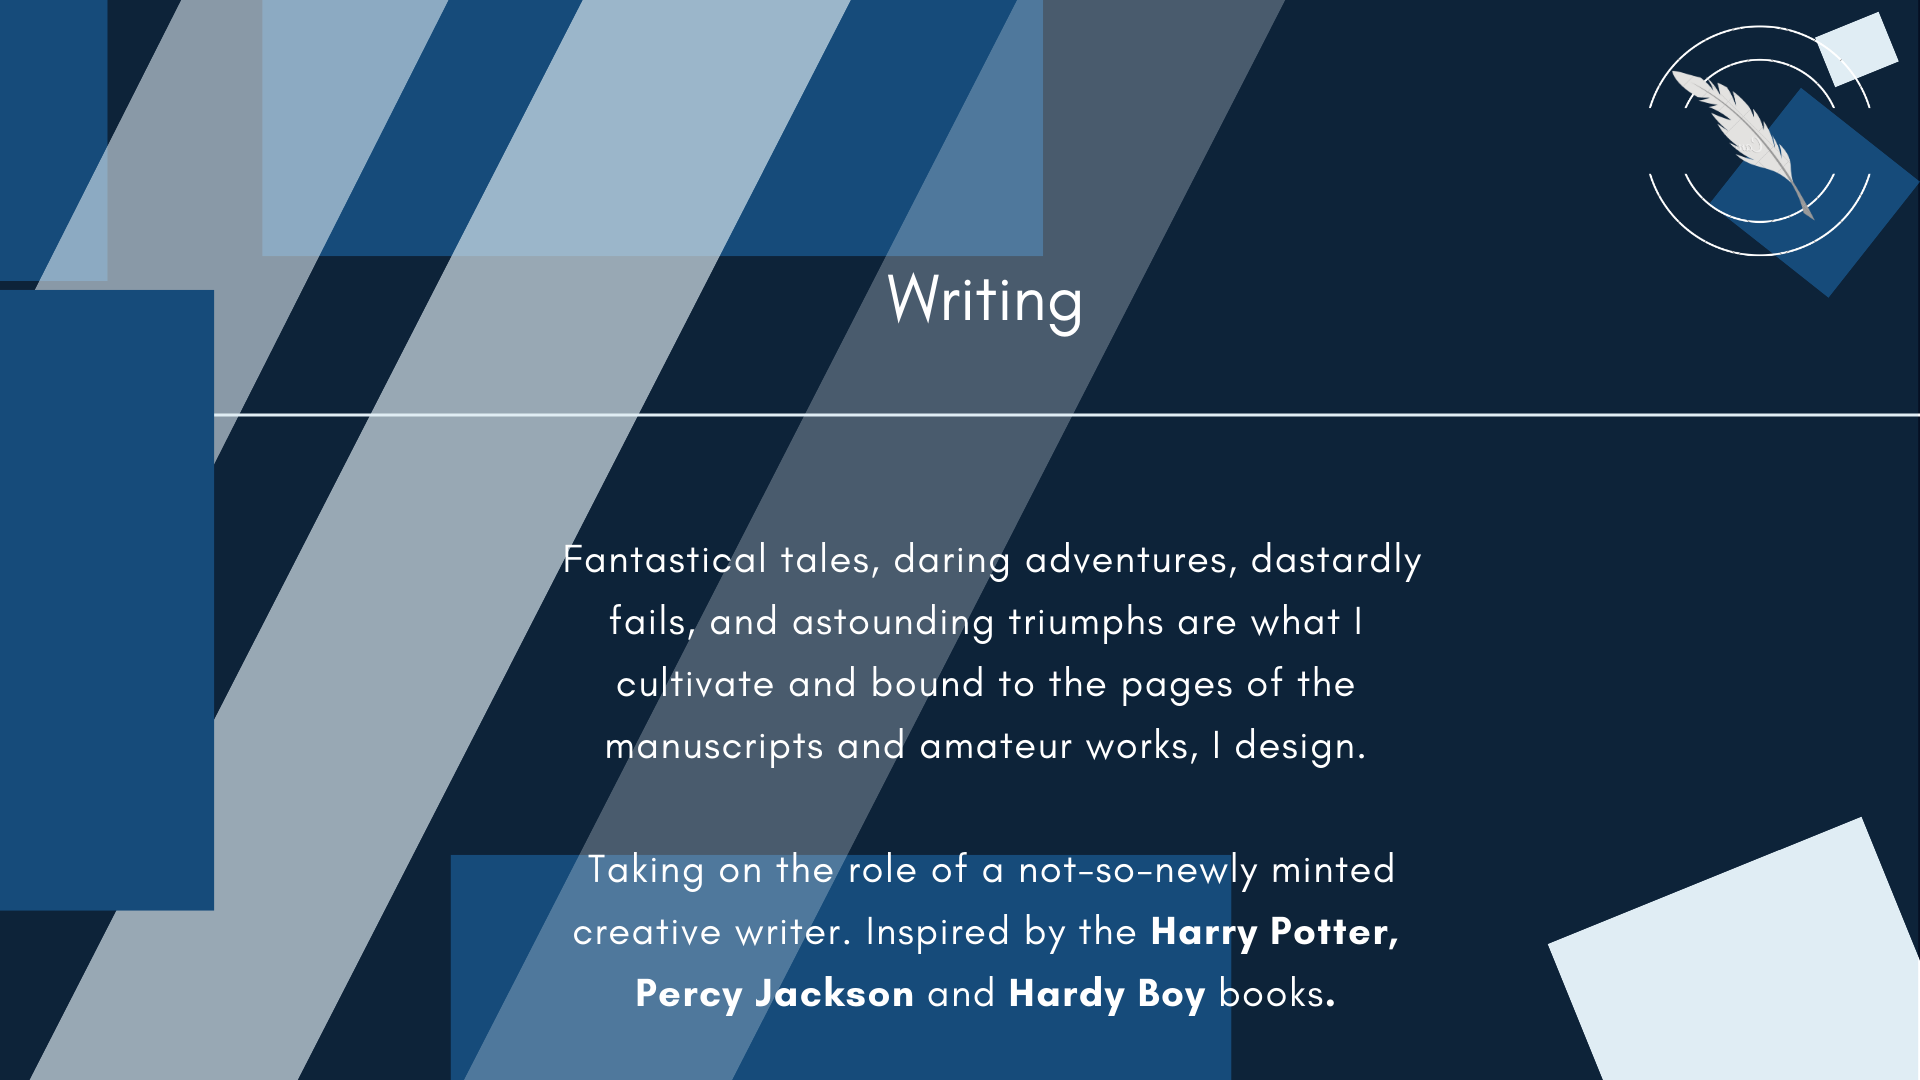 Writing
Fantastical tales, daring adventures, dastardly
fails, and astounding triumphs are what I
cultivate and bound to the pages of the
manuscripts and amateur works, I design.
Taking on the role of a not-so-newly minted
creative writer. Inspired by the Harry Potter,
Percy Jackson and Hardy Boy books.